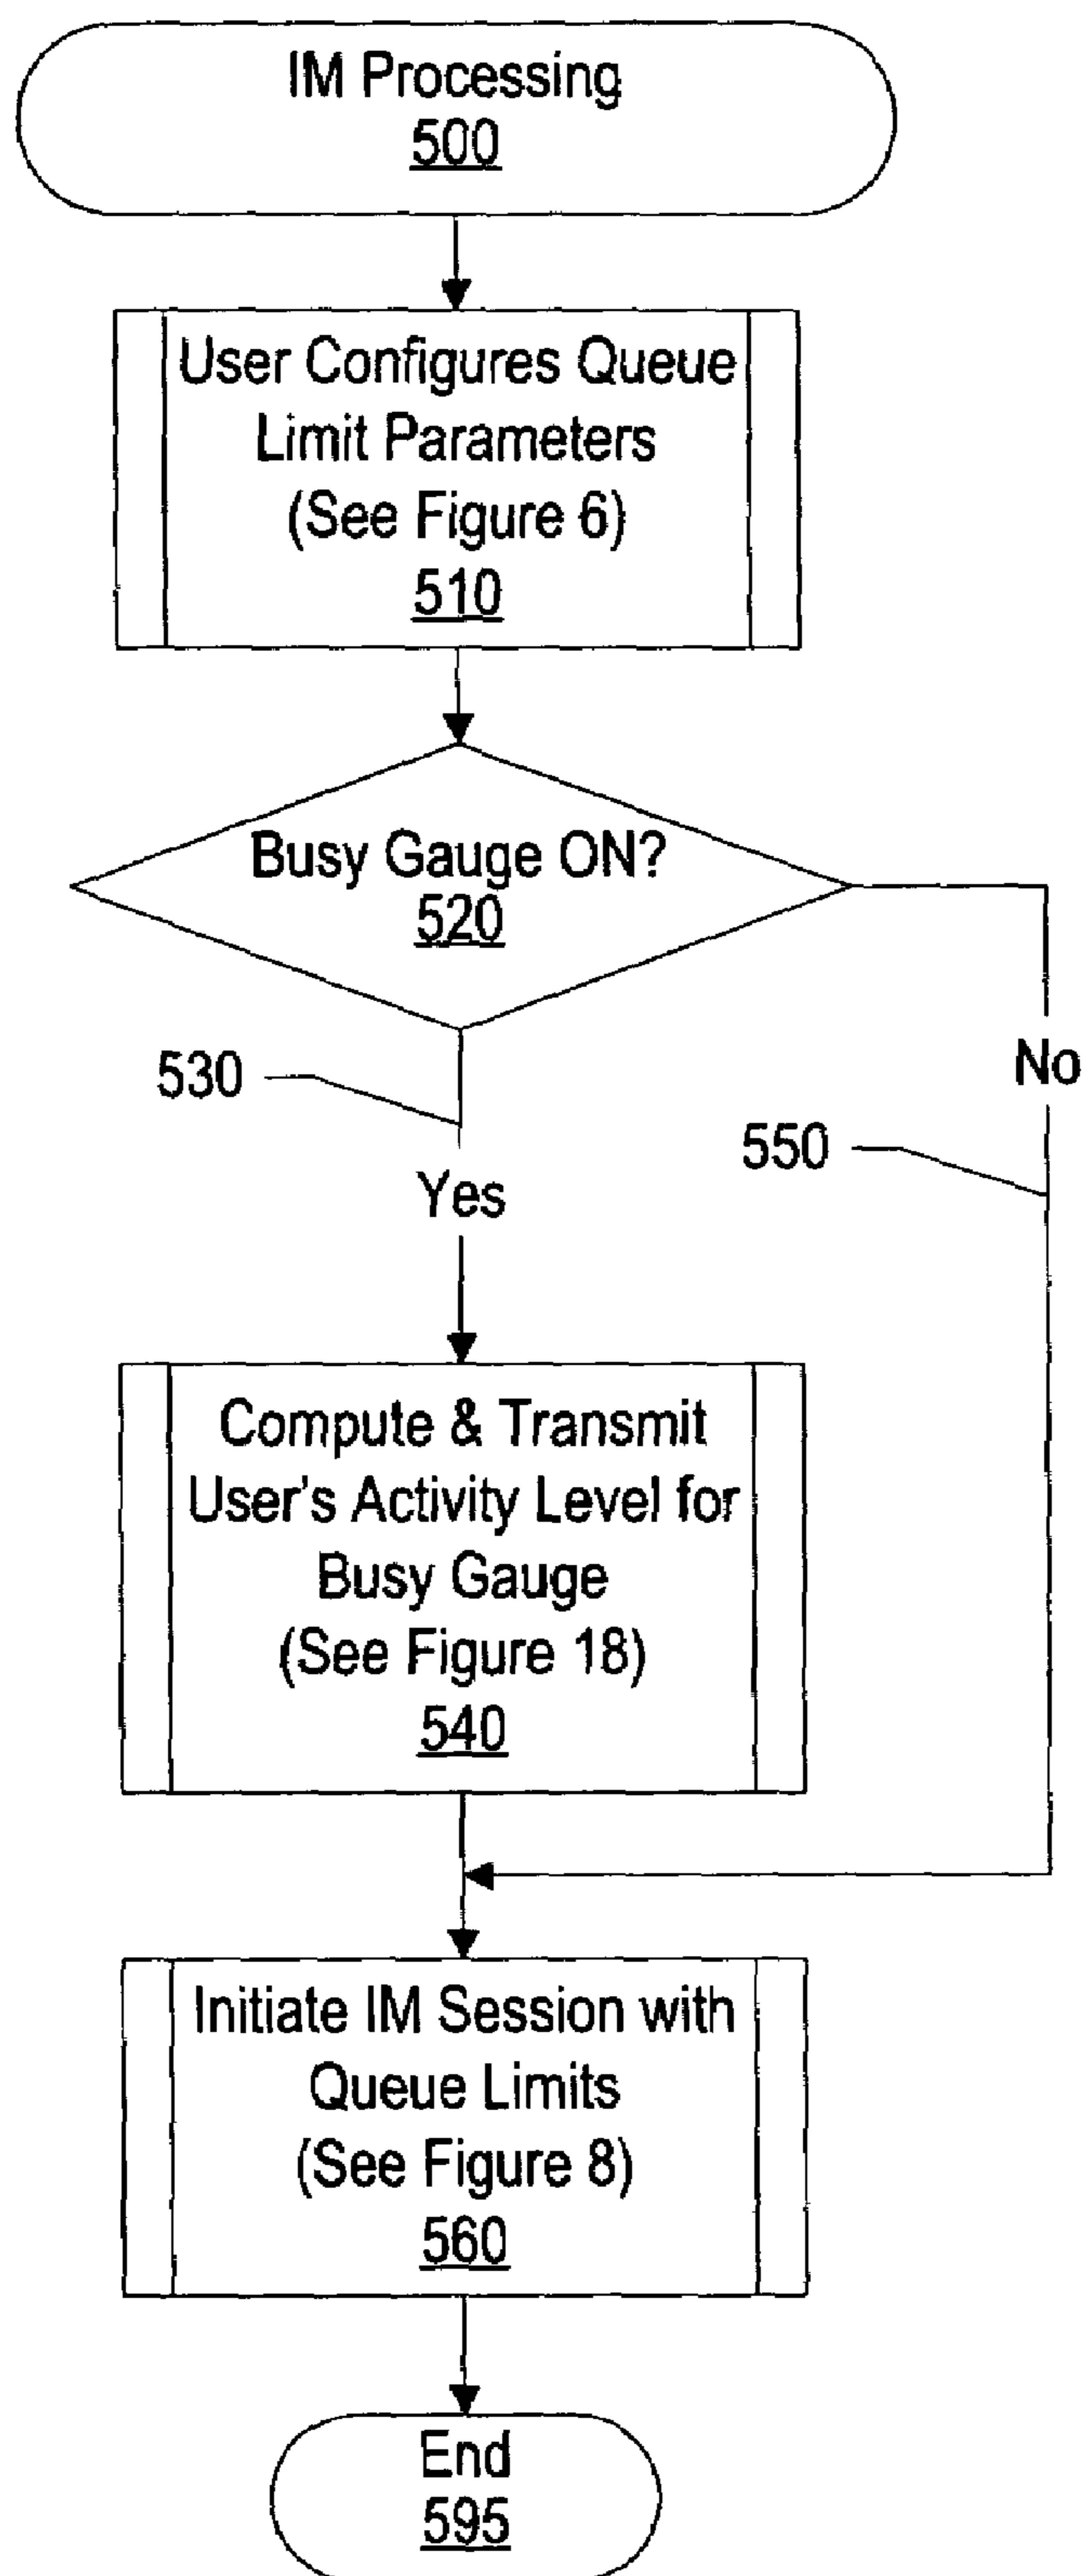 IM Processing
500
User Configures Queue
Limit Parameters
(See Figure 6)
510
Busy Gauge ON?
520
530
No
550
Yes
Compute & Transmit
User's Activity Level for
Busy Gauge
(See Figure 18)
540
Initiate IM Session with
Queue Limits
(See Figure 8)
560
End
595